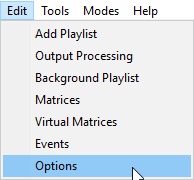 Edit Tools Modes Help
Add Playlist
Output Processing
Background Playlist
Matrices
Virtual Matrices
Events
Options